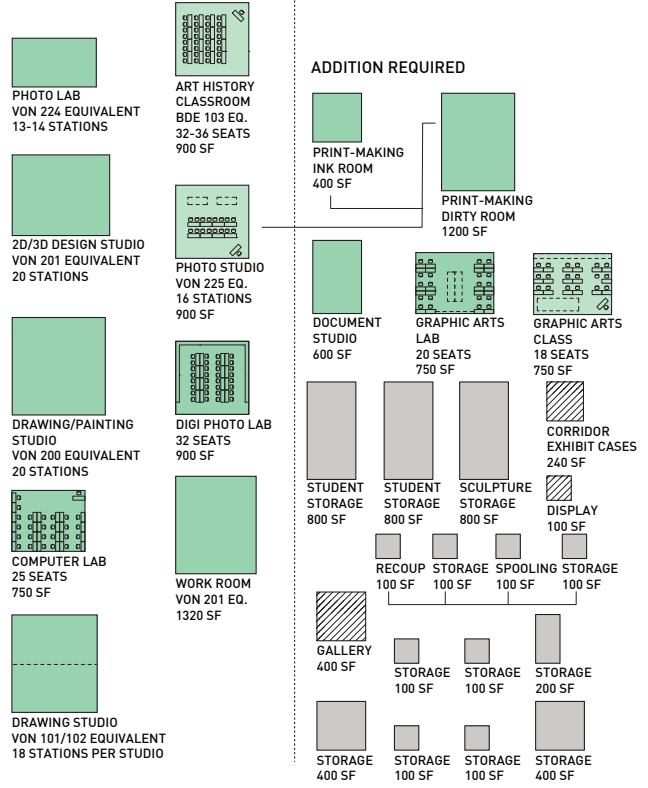 PHOTO LAB
VON 224 EQUIVALENT
13-14 STATIONS
2D/3D DESIGN STUDIO
VON 201 EQUIVALENT
20 STATIONS
DRAWING/PAINTING
STUDIO
VON 200 EQUIVALENT
20 STATIONS
COMPUTER LAB
25 SEATS
750 SF
DRAWING STUDIO
VON 101/102 EQUIVALENT
18 STATIONS PER STUDIO
ART HISTORY
CLASSROOM
BDE 103 EQ.
32-36 SEATS
900 SF
PHOTO STUDIO
VON 225 EQ.
16 STATIONS
900 SF
DIGI PHOTO LAB
32 SEATS
900 SF
WORK ROOM
VON 201 EQ.
1320 SF
ADDITION REQUIRED
PRINT-MAKING
INK ROOM
400 SF
PRINT-MAKING
DIRTY ROOM
1200 SF
DOCUMENT
STUDIO
600 SF
GRAPHIC ARTS
LAB
20 SEATS
750 SF
GRAPHIC ARTS
CLASS
18 SEATS
750 SF
STUDENT
STORAGE
800 SF
STUDENT
STORAGE
800 SF
SCULPTURE
STORAGE
800 SF
CORRIDOR
EXHIBIT CASES
240 SF
DISPLAY
100 SF
RECOUP
100 SF
STORAGE
100 SF
SPOOLING
100 SF
STORAGE
100 SF
GALLERY
400 SF
STORAGE
100 SF
STORAGE
100 SF
STORAGE
200 SF
STORAGE
400 SF
STORAGE
100 SF
STORAGE
100 SF
STORAGE
400 SF